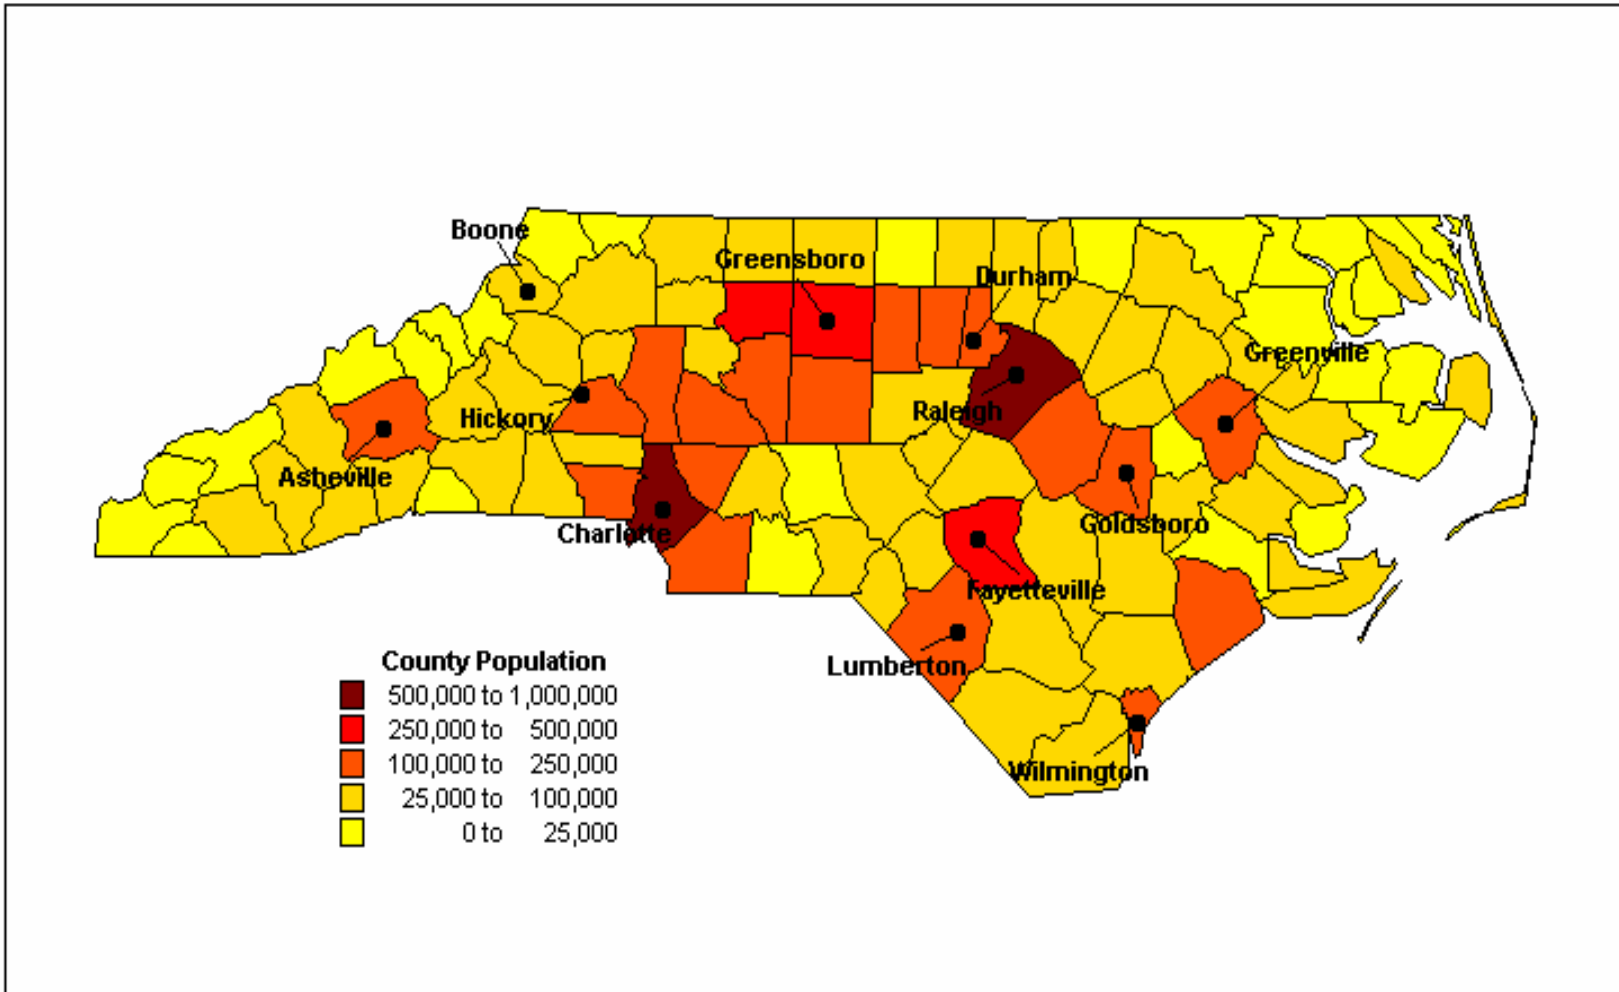 Boone
Greensboro
Durham
Greenville
Hickory
Raleigh
Asheville
Charlotte
Goldsboro
Fayetteville
Lumberton
Wilmington
County Population
500,000 to 1,000,000
250,000 to 500,000
100,000 to 250,000
25,000 to 100,000
0 to 25,000